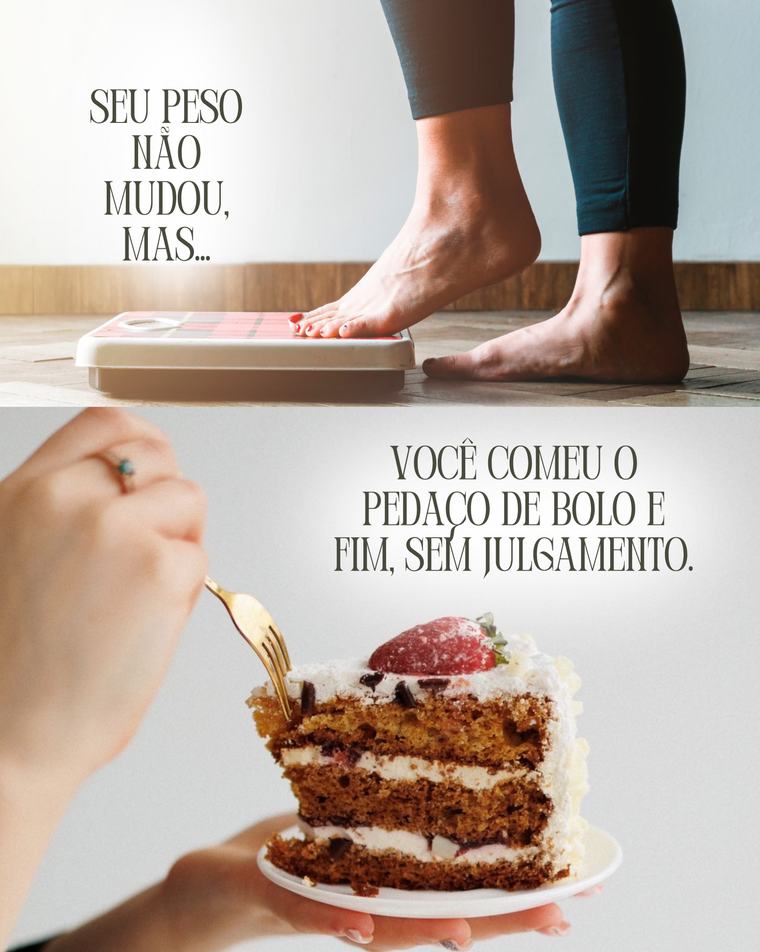 SEU PESO
NÃO
MUDOU,
MAS...
VOCÊ COMEU O
PEDAÇO DE BOLO E
FIM, SEM JULGAMENTO.